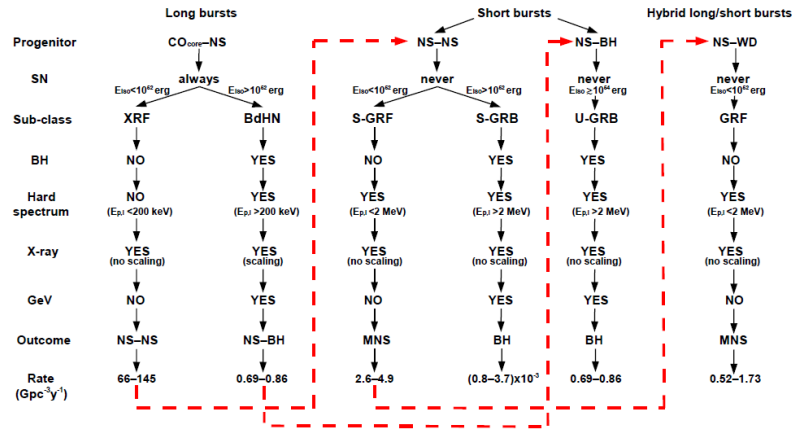 Long bursts Short bursts Hybrid long/short bursts
Progenitor COcore–NS NS–NS NS–BH NS–WD
SN always never never never
Eiso<10^52 erg Eiso>10^52 erg Eiso<10^52 erg Eiso>10^52 erg Eiso≥10^54 erg Eiso<10^52 erg
Sub-class XRF BdHN S-GRF S-GRB U-GRB GRF
BH NO YES NO YES YES NO
Hard NO YES YES YES YES YES
spectrum (Ep,i <200 keV) (Ep,i >200 keV) (Ep,i <2 MeV) (Ep,i >2 MeV) (Ep,i >2 MeV) (Ep,i <2 MeV)
X-ray YES YES YES YES YES YES
(no scaling) (scaling) (no scaling) (no scaling) (no scaling) (no scaling)
GeV NO YES NO YES YES NO
Outcome NS–NS NS–BH MNS BH BH MNS
Rate 66–145 0.69–0.86 2.6–4.9 (0.8–3.7)x10^-3 0.69–0.86 0.52–1.73
(Gpc^-3y^-1)